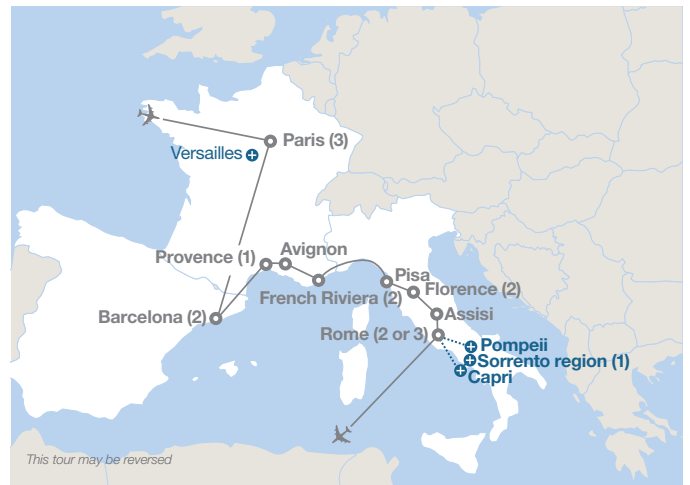 Paris (3)
Versailles
Provence (1)
Avignon
Pisa
French Riviera (2)
Florence (2)
Barcelona (2)
Assisi
Rome (2 or 3)
Pompeii
Sorrento region (1)
Capri
This tour may be reversed